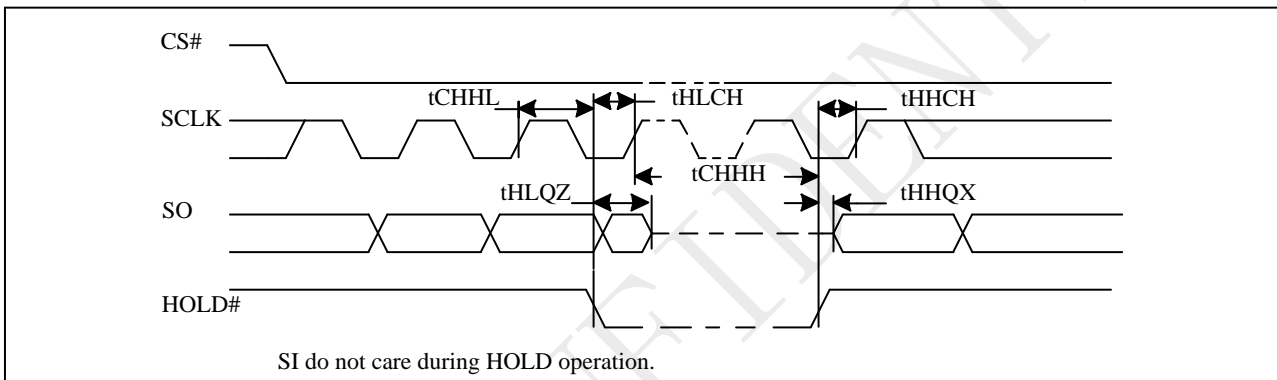 CS#
tCHHL tHLCH tHHCH
SCLK
tCHHH
tHLQZ tHHQX
SO
HOLD#
SI do not care during HOLD operation.